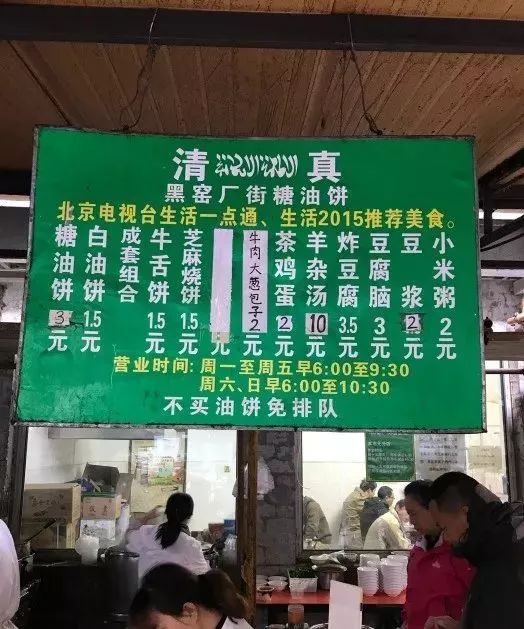 清 真
黑窑厂街糖油饼
北京电视台生活一点通、生活2015推荐美食。
糖油饼 3元
白油饼 1.5元
成套组合
牛舌饼 1.5元
芝麻烧饼 1.5元
元
牛肉大葱包子2元
茶鸡蛋 2元
羊杂汤 10元
炸豆腐 3.5元
豆腐脑 3元
豆浆 2元
小米粥 2元
营业时间: 周一至周五早6:00至9:30
周六、日早6:00至10:30
不买油饼免排队